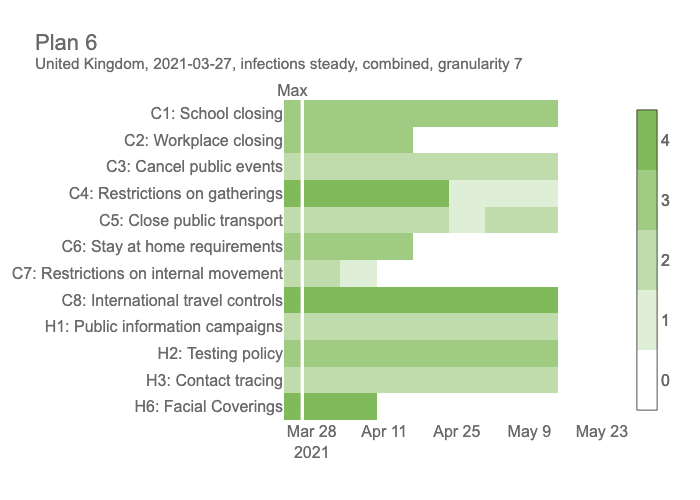 Plan 6
United Kingdom, 2021-03-27, infections steady, combined, granularity 7
Max
C1: School closing
C2: Workplace closing
C3: Cancel public events
C4: Restrictions on gatherings
C5: Close public transport
C6: Stay at home requirements
C7: Restrictions on internal movement
C8: International travel controls
H1: Public information campaigns
H2: Testing policy
H3: Contact tracing
H6: Facial Coverings
Mar 28 Apr 11 Apr 25 May 9 May 23
2021
4
3
2
1
0